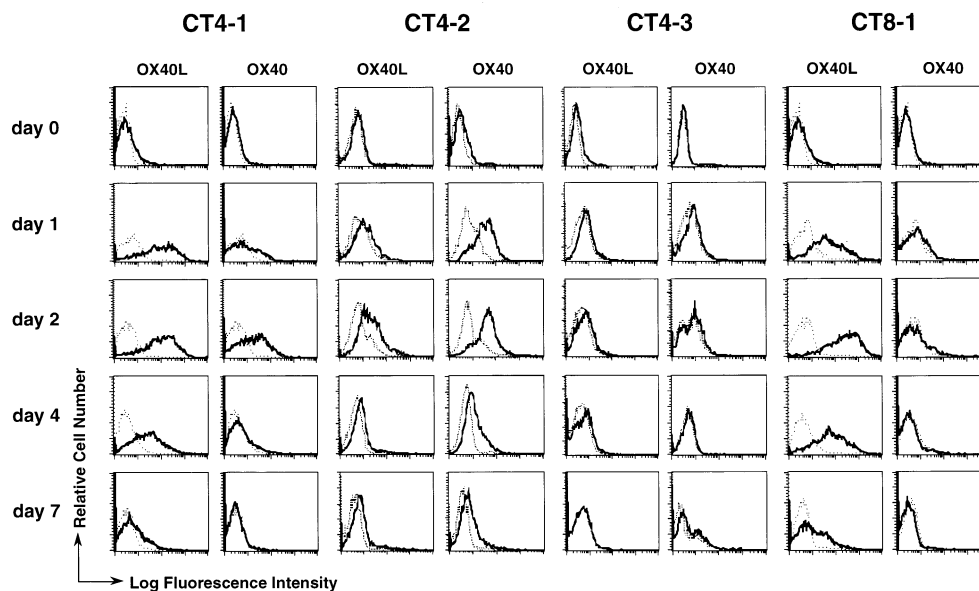 CT4-1 CT4-2 CT4-3 CT8-1
OX40L OX40 OX40L OX40 OX40L OX40 OX40L OX40
day 0
day 1
day 2
day 4
day 7
Relative Cell Number
Log Fluorescence Intensity